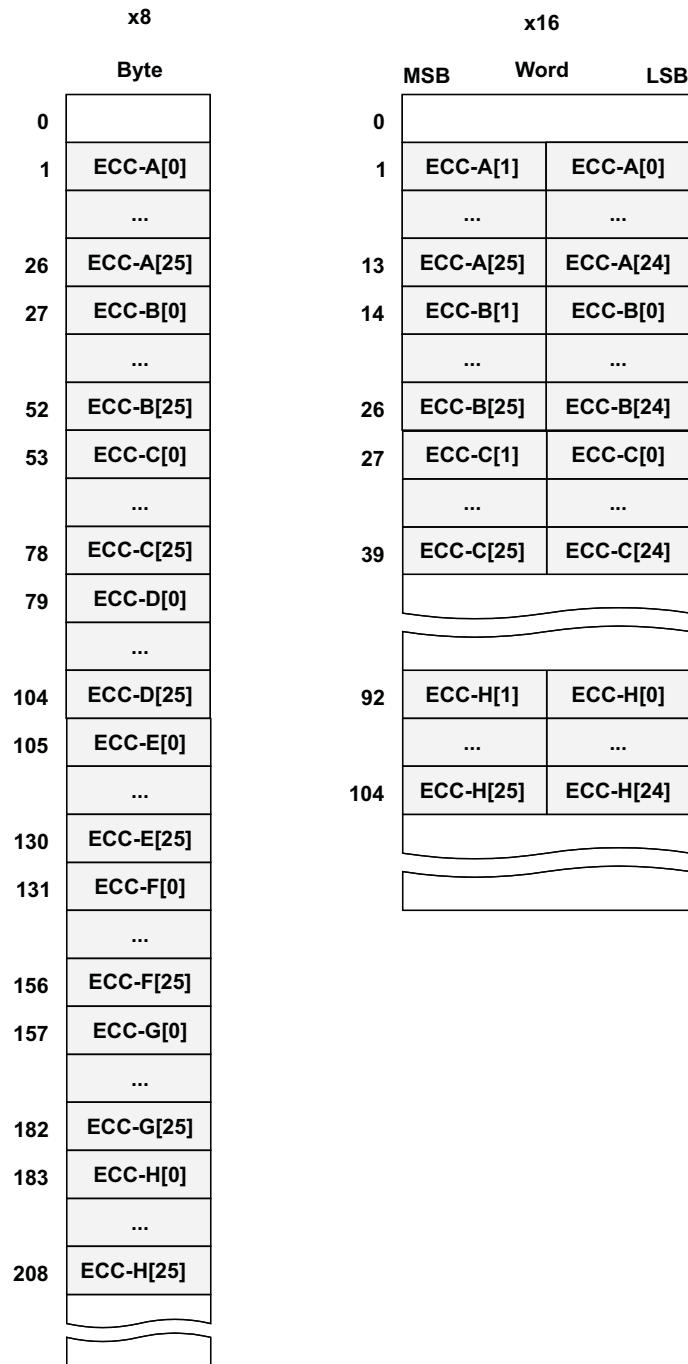 x8
Byte
0
1 ECC-A[0]
...
26 ECC-A[25]
27 ECC-B[0]
...
52 ECC-B[25]
53 ECC-C[0]
...
78 ECC-C[25]
79 ECC-D[0]
...
104 ECC-D[25]
105 ECC-E[0]
...
130 ECC-E[25]
131 ECC-F[0]
...
156 ECC-F[25]
157 ECC-G[0]
...
182 ECC-G[25]
183 ECC-H[0]
...
208 ECC-H[25]
x16
MSB Word LSB
0
1 ECC-A[1] ECC-A[0]
... ...
13 ECC-A[25] ECC-A[24]
14 ECC-B[1] ECC-B[0]
... ...
26 ECC-B[25] ECC-B[24]
27 ECC-C[1] ECC-C[0]
... ...
39 ECC-C[25] ECC-C[24]
92 ECC-H[1] ECC-H[0]
... ...
104 ECC-H[25] ECC-H[24]